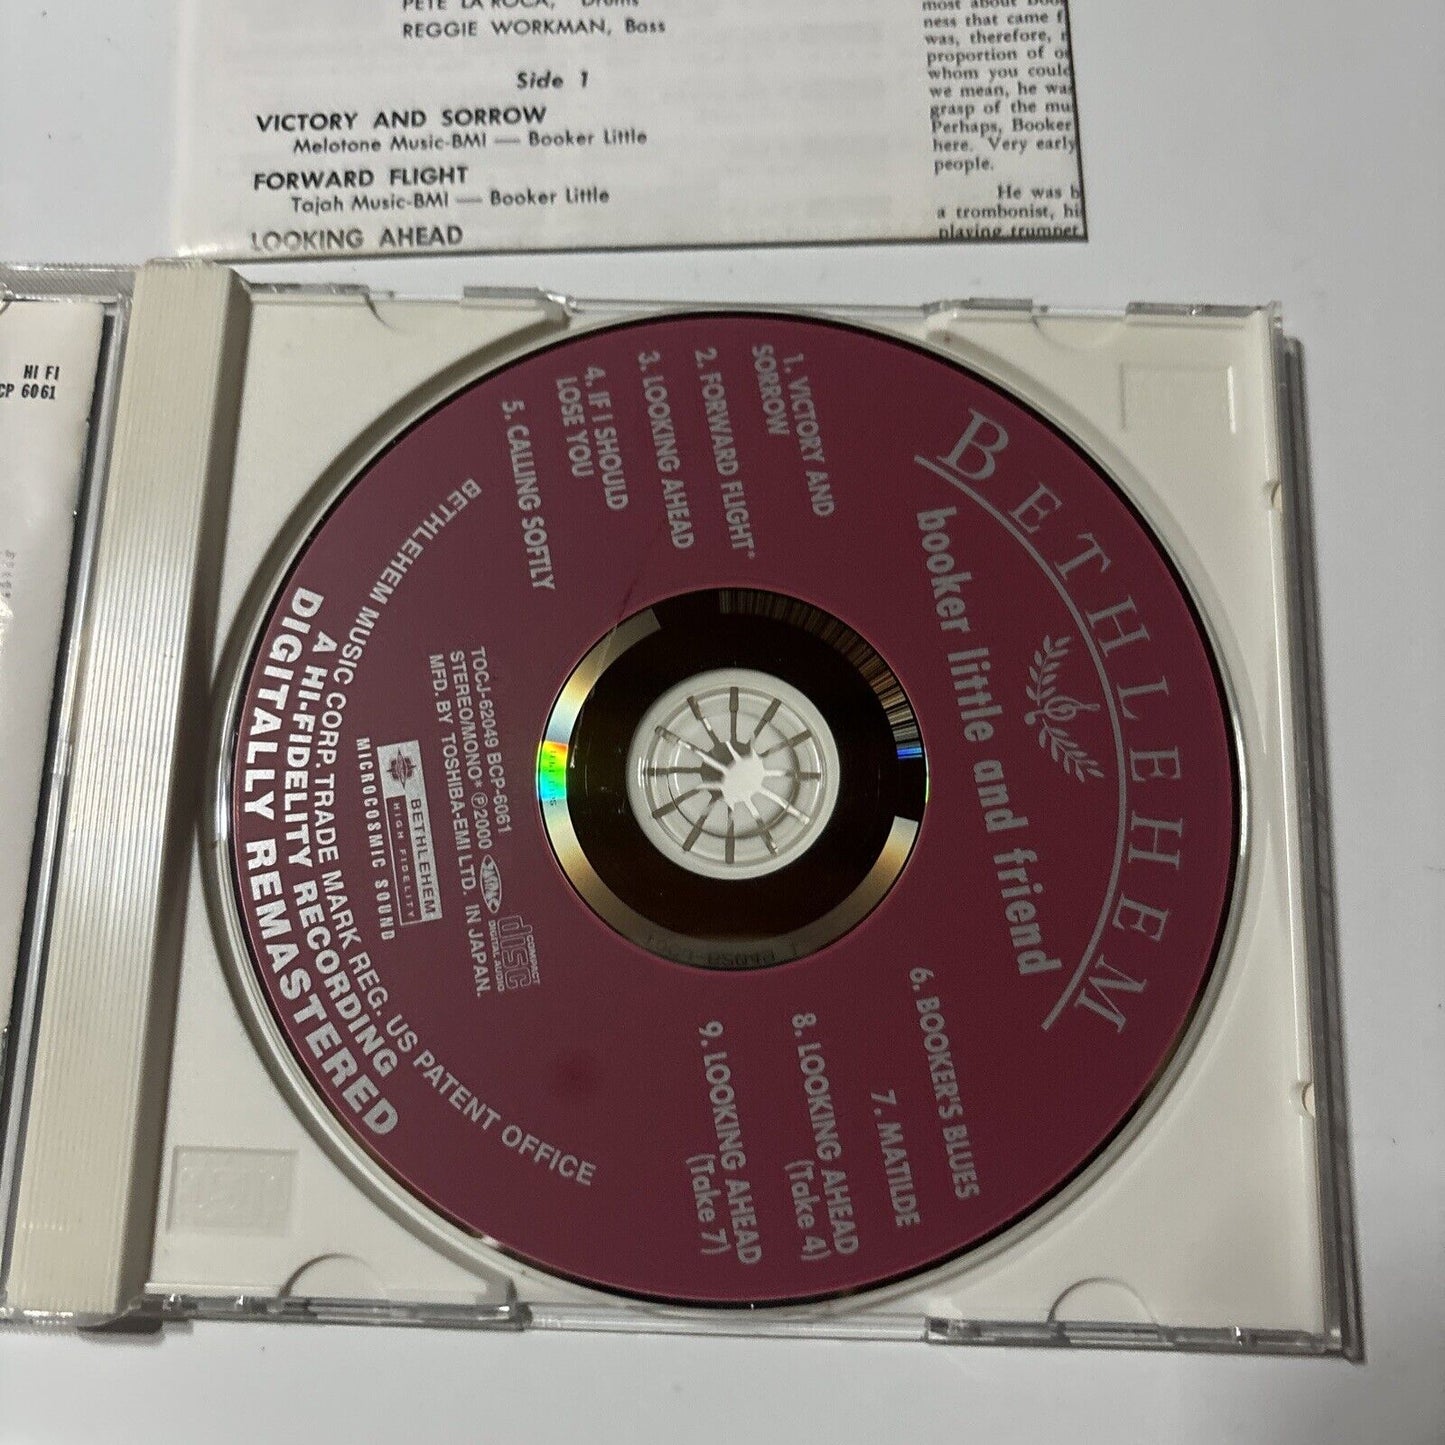 PETE LA ROCA, Drums
REGGIE WORKMAN, Bass
Side 1
VICTORY AND SORROW
Melotone Music-BMI — Booker Little
FORWARD FLIGHT
Tajah Music-BMI — Booker Little
LOOKING AHEAD
most about
ness that came
was, therefore,
proportion of
whom you could
we mean, he was
grasp of the
Perhaps, Booker
here. Very early
people.
He was
a trombonist,
playing trumpet
HI FI
CP 6061
BETHLEHEM
booker little and friend
1. VICTORY AND
SORROW
2. FORWARD FLIGHT*
3. LOOKING AHEAD
4. IF I SHOULD
LOSE YOU
5. CALLING SOFTLY
6. BOOKER'S BLUES
7. MATILDE
8. LOOKING AHEAD
(Take 4)
9. LOOKING AHEAD
(Take 7)
TOCJ-62049 BCP-6061
STEREO/MONO* Ⓟ2000
MFD. BY TOSHIBA-EMI LTD. IN JAPAN.
COMPACT
disc
DIGITAL AUDIO
BETHLEHEM
HIGH FIDELITY
MICROCOSMIC SOUND
BETHLEHEM MUSIC CORP. TRADE MARK REG. US PATENT OFFICE
A HI-FIDELITY RECORDING
DIGITALLY REMASTERED